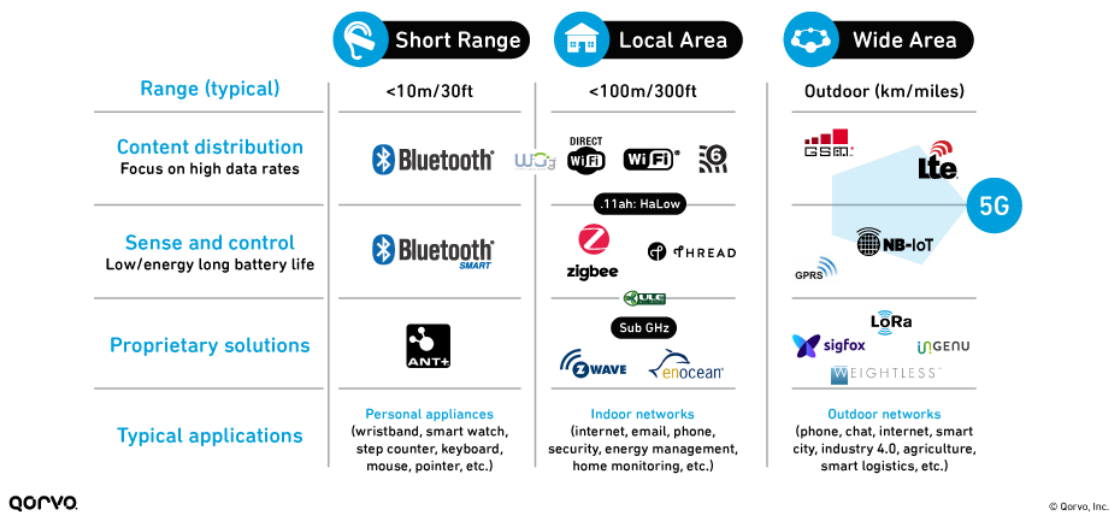 Short Range
Local Area
Wide Area
Range (typical)
<10m/30ft
<100m/300ft
Outdoor (km/miles)
Content distribution
Focus on high data rates
Bluetooth®
DIRECT
WiFi
WiFi®
6
GSM
Lte
.11ah: HaLow
5G
Sense and control
Low/energy long battery life
Bluetooth®
SMART
zigbee
THREAD
NB-IoT
GPRS
ULE
Proprietary solutions
ANT+
Sub GHz
Z WAVE
enocean®
LoRa
sigfox
INGENU
WEIGHTLESS™
Typical applications
Personal appliances
(wristband, smart watch,
step counter, keyboard,
mouse, pointer, etc.)
Indoor networks
(internet, email, phone,
security, energy management,
home monitoring, etc.)
Outdoor networks
(phone, chat, internet, smart
city, industry 4.0, agriculture,
smart logistics, etc.)
QORVO
© Qorvo, Inc.